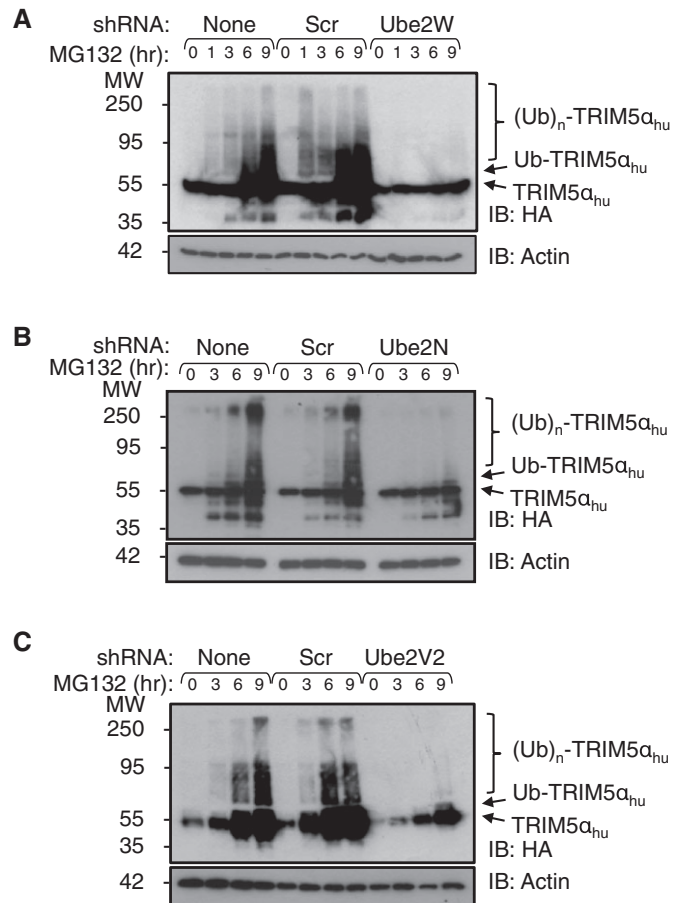 A
shRNA: None Scr Ube2W
MG132 (hr): 0 1 3 6 9 0 1 3 6 9 0 1 3 6 9
MW
250
95
55
35
42
(Ub)n-TRIM5αhu
Ub-TRIM5αhu
TRIM5αhu
IB: HA
IB: Actin
B
shRNA: None Scr Ube2N
MG132 (hr): 0 3 6 9 0 3 6 9 0 3 6 9
MW
250
95
55
35
42
(Ub)n-TRIM5αhu
Ub-TRIM5αhu
TRIM5αhu
IB: HA
IB: Actin
C
shRNA: None Scr Ube2V2
MG132 (hr): 0 3 6 9 0 3 6 9 0 3 6 9
MW
250
95
55
35
42
(Ub)n-TRIM5αhu
Ub-TRIM5αhu
TRIM5αhu
IB: HA
IB: Actin